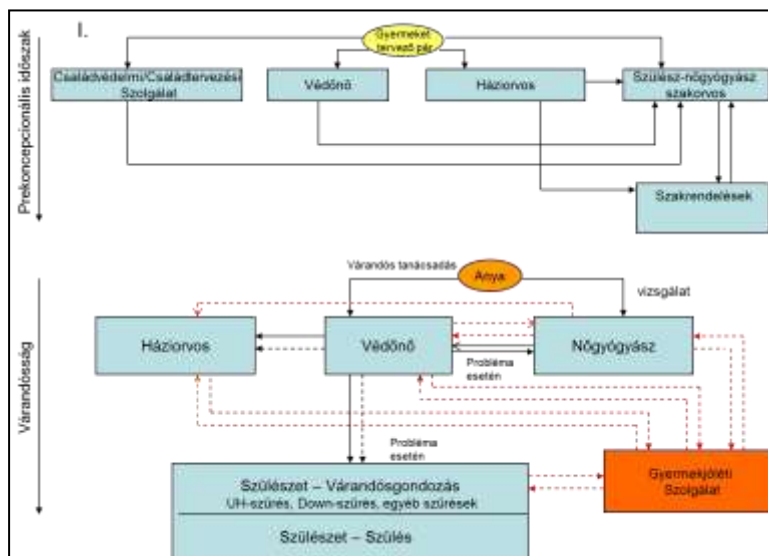 I.
Prekoncepcionális időszak
Gyermeket
tervező pár
Családvédelmi/Családtervezési
Szolgálat
Védőnő
Háziorvos
Szülész-nőgyógyász
szakorvos
Szakrendelések
Várandósság
Várandós tanácsadás
Anya
vizsgálat
Háziorvos
Védőnő
Nőgyógyász
Probléma
esetén
Probléma
esetén
Szülészet – Várandósgondozás
UH-szűrés, Down-szűrés, egyéb szűrések
Szülészet – Szülés
Gyermekjóléti
Szolgálat